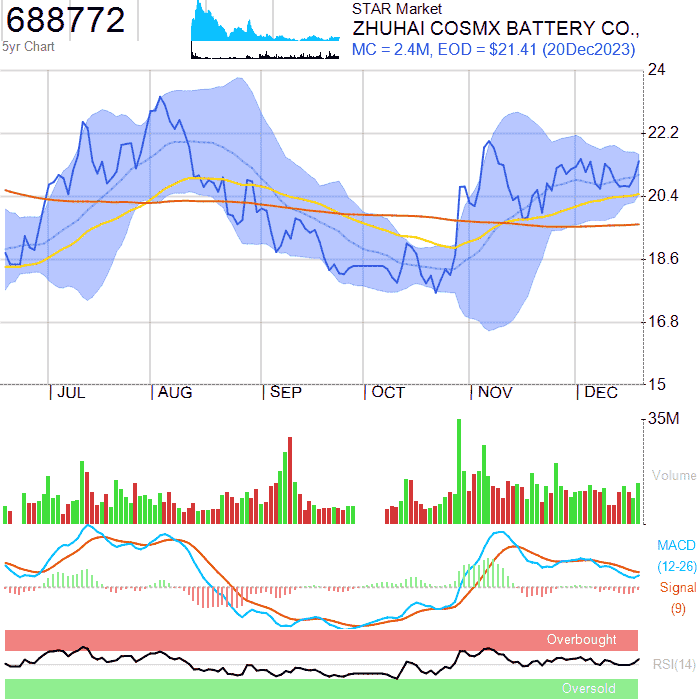 688772
5yr Chart
STAR Market
ZHUHAI COSMX BATTERY CO.,
MC = 2.4M, EOD = $21.41 (20Dec2023)
24
22.2
20.4
18.6
16.8
15
JUL
AUG
SEP
OCT
NOV
DEC
35M
Volume
MACD
(12-26)
Signal
(9)
Overbought
RSI(14)
Oversold